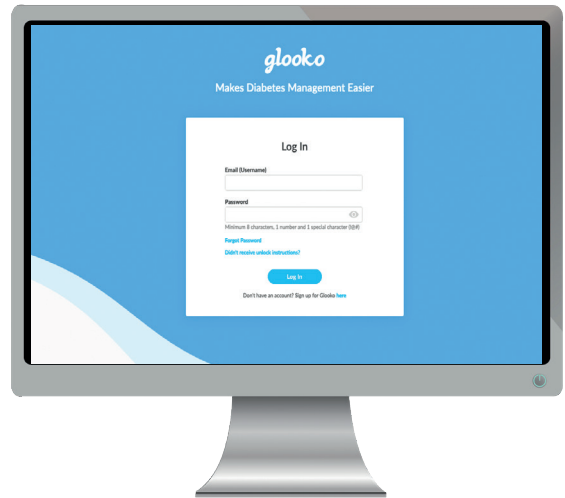 glooko
Makes Diabetes Management Easier
Log In
Email (Username)
Password
Minimum 8 characters, 1 number and 1 special character (!@#)
Forgot Password
Didn't receive unlock instructions?
Log In
Don't have an account? Sign up for Glooko here